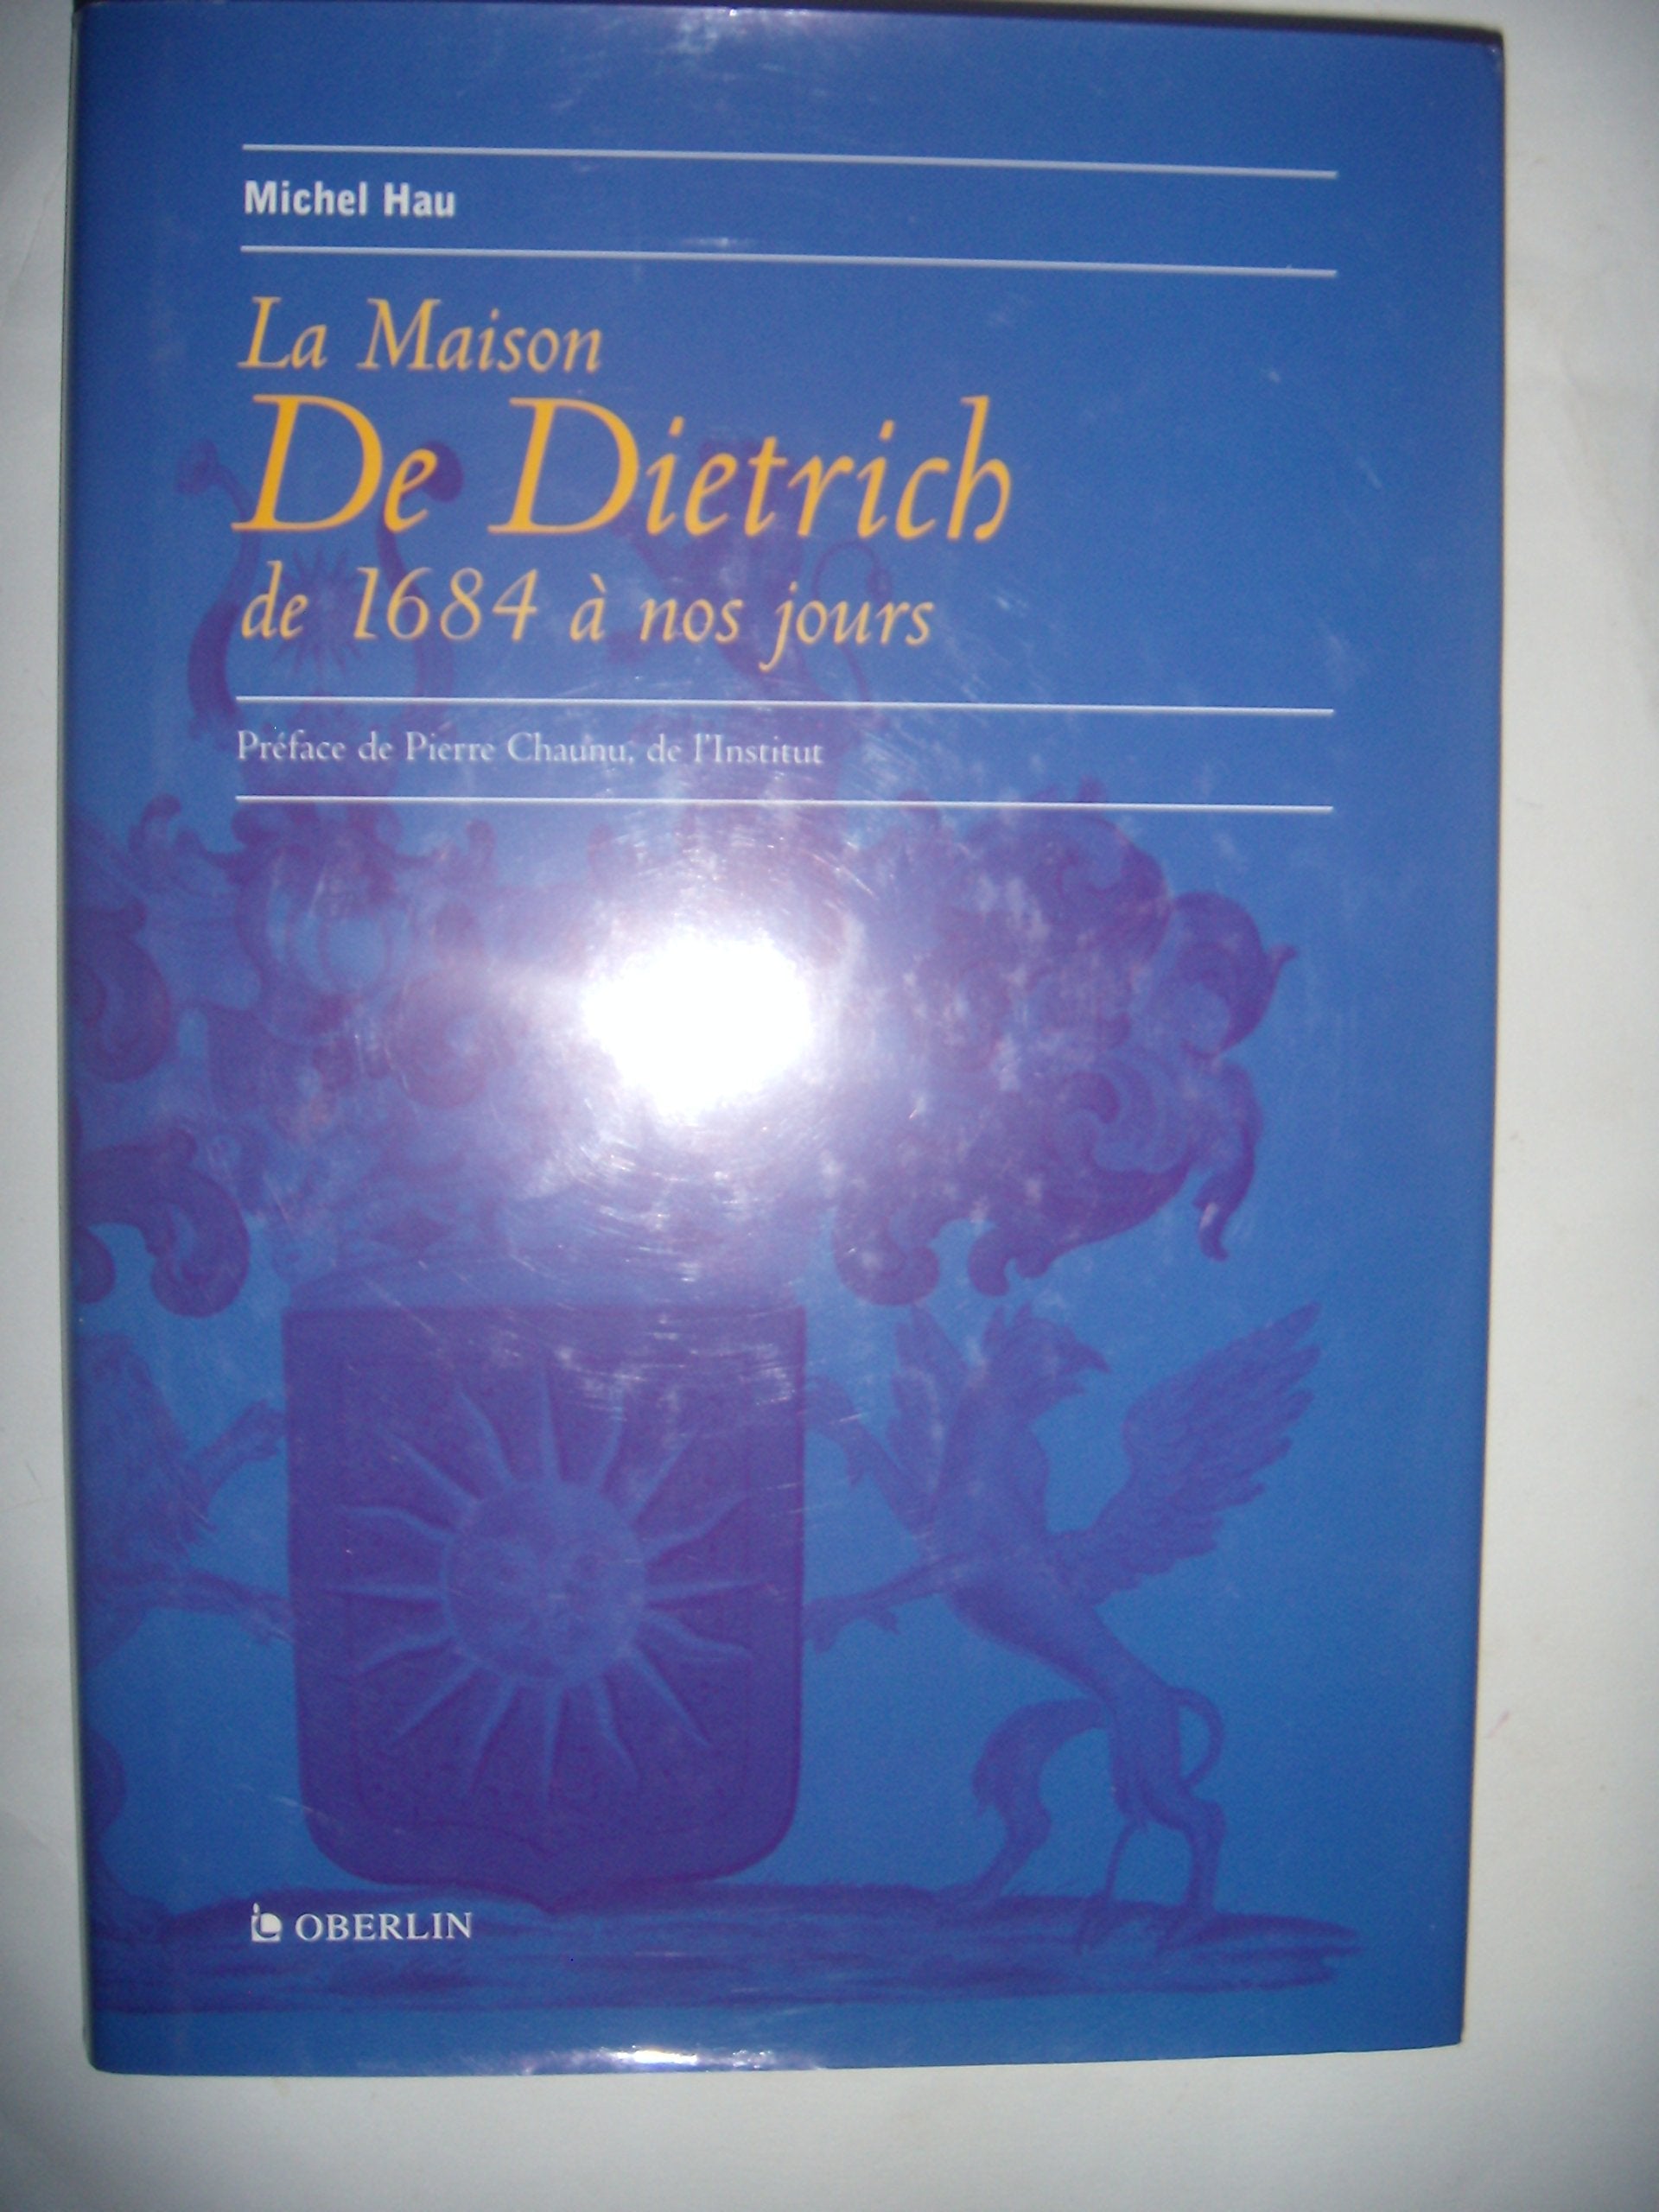 Michel Hau
La Maison
De Dietrich
de 1684 à nos jours
Préface de Pierre Chaunu, de l'Institut
OBERLIN